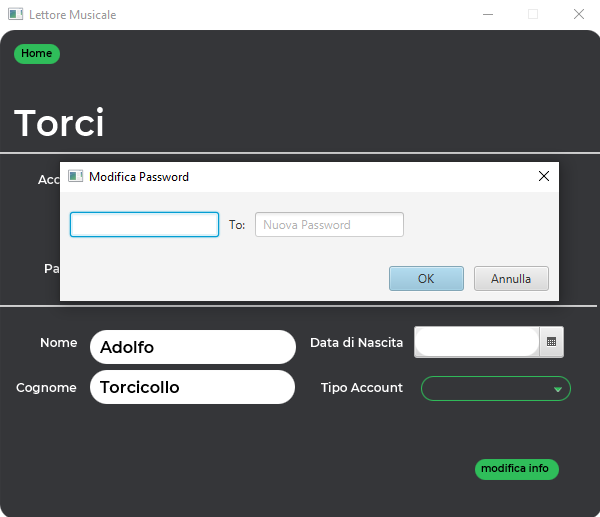 Lettore Musicale
Home
Torci
Acc
Modifica Password
To: Nuova Password
Pa
OK Annulla
Nome Adolfo Data di Nascita
Cognome Torcicollo Tipo Account
modifica info